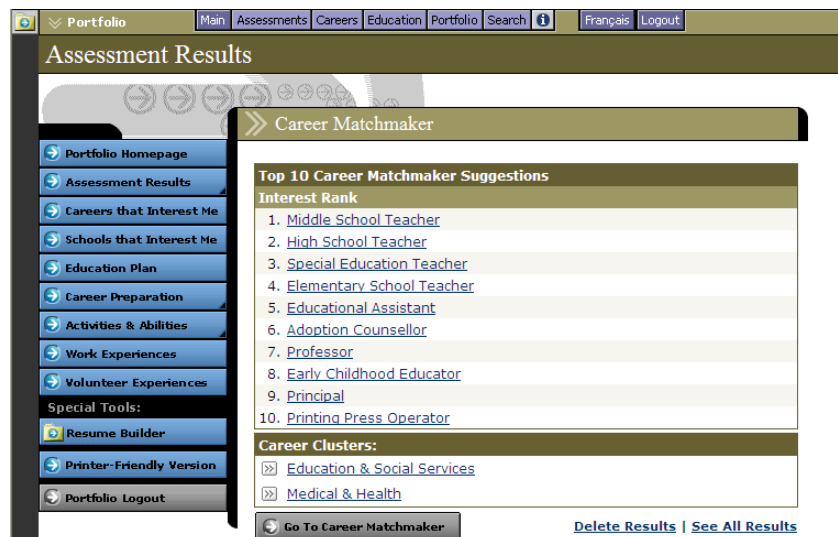 Portfolio Main Assessments Careers Education Portfolio Search i Français Logout
Assessment Results
Career Matchmaker
Portfolio Homepage
Assessment Results
Careers that Interest Me
Schools that Interest Me
Education Plan
Career Preparation
Activities & Abilities
Work Experiences
Volunteer Experiences
Special Tools:
Resume Builder
Printer-Friendly Version
Portfolio Logout
Top 10 Career Matchmaker Suggestions
Interest Rank
1. Middle School Teacher
2. High School Teacher
3. Special Education Teacher
4. Elementary School Teacher
5. Educational Assistant
6. Adoption Counsellor
7. Professor
8. Early Childhood Educator
9. Principal
10. Printing Press Operator
Career Clusters:
Education & Social Services
Medical & Health
Go To Career Matchmaker
Delete Results | See All Results